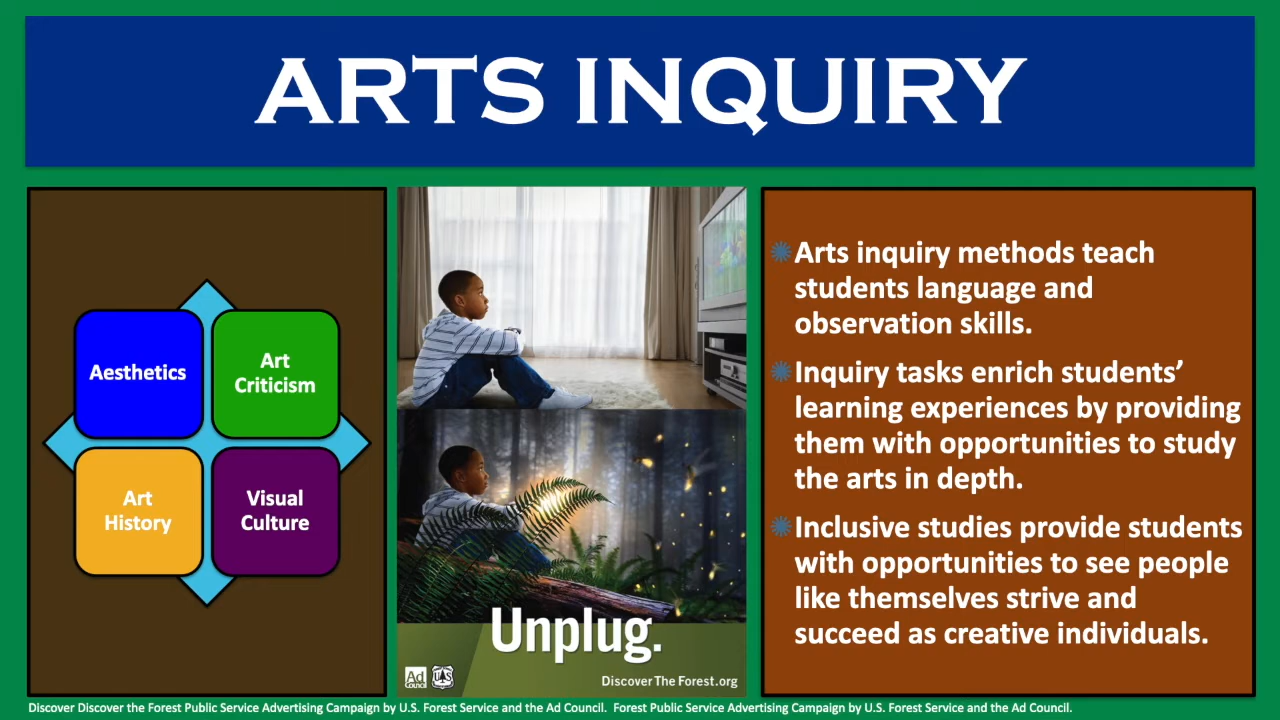 ARTS INQUIRY
Aesthetics
Art
Criticism
Art
History
Visual
Culture
Unplug.
Ad
Council
U S
DiscoverTheForest.org
Arts inquiry methods teach
students language and
observation skills.
Inquiry tasks enrich students’
learning experiences by providing
them with opportunities to study
the arts in depth.
Inclusive studies provide students
with opportunities to see people
like themselves strive and
succeed as creative individuals.
Discover Discover the Forest Public Service Advertising Campaign by U.S. Forest Service and the Ad Council.  Forest Public Service Advertising Campaign by U.S. Forest Service and the Ad Council.